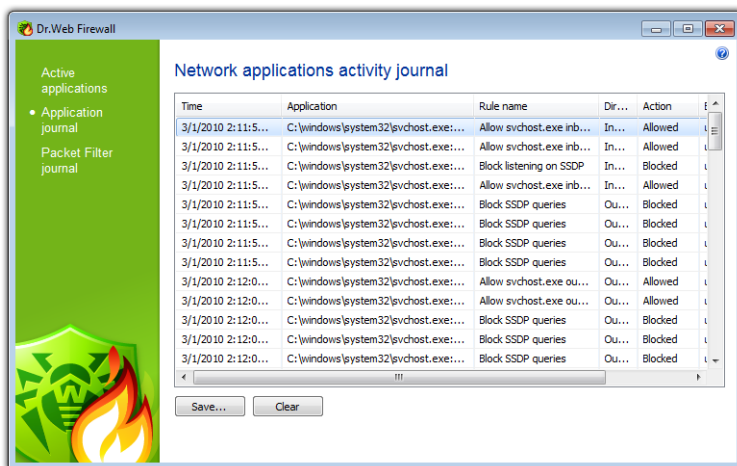 Dr.Web Firewall
Active
applications
Application
journal
Packet Filter
journal
Network applications activity journal
Time Application Rule name Dir... Action
3/1/2010 2:11:5... C:\windows\system32\svchost.exe:... Allow svchost.exe inb... In... Allowed
3/1/2010 2:11:5... C:\windows\system32\svchost.exe:... Allow svchost.exe inb... In... Allowed
3/1/2010 2:11:5... C:\windows\system32\svchost.exe:... Block listening on SSDP In... Blocked
3/1/2010 2:11:5... C:\windows\system32\svchost.exe:... Allow svchost.exe inb... In... Allowed
3/1/2010 2:11:5... C:\windows\system32\svchost.exe:... Block SSDP queries Ou... Blocked
3/1/2010 2:11:5... C:\windows\system32\svchost.exe:... Block SSDP queries Ou... Blocked
3/1/2010 2:11:5... C:\windows\system32\svchost.exe:... Block SSDP queries Ou... Blocked
3/1/2010 2:11:5... C:\windows\system32\svchost.exe:... Block SSDP queries Ou... Blocked
3/1/2010 2:12:0... C:\windows\system32\svchost.exe:... Allow svchost.exe ou... Ou... Allowed
3/1/2010 2:12:0... C:\windows\system32\svchost.exe:... Allow svchost.exe ou... Ou... Allowed
3/1/2010 2:12:0... C:\windows\system32\svchost.exe:... Block SSDP queries Ou... Blocked
3/1/2010 2:12:0... C:\windows\system32\svchost.exe:... Block SSDP queries Ou... Blocked
3/1/2010 2:12:0... C:\windows\system32\svchost.exe:... Block SSDP queries Ou... Blocked
Save... Clear